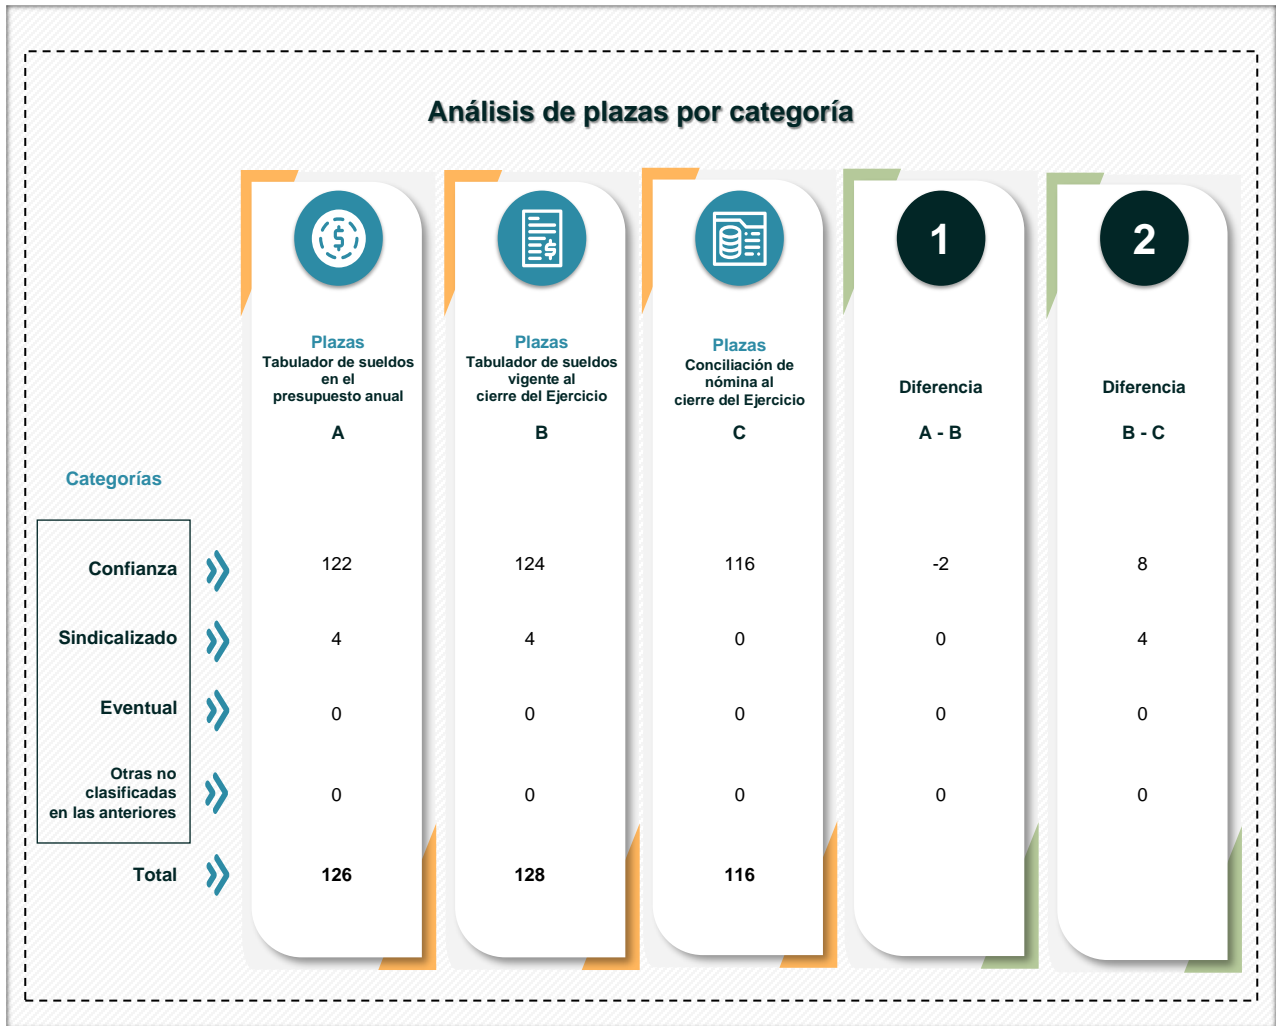 Análisis de plazas por categoría
Plazas
Tabulador de sueldos
en el
presupuesto anual
A
Plazas
Tabulador de sueldos
vigente al
cierre del Ejercicio
B
Plazas
Conciliación de
nómina al
cierre del Ejercicio
C
1
Diferencia
A - B
2
Diferencia
B - C
Categorías
Confianza 122 124 116 -2 8
Sindicalizado 4 4 0 0 4
Eventual 0 0 0 0 0
Otras no
clasificadas
en las anteriores 0 0 0 0 0
Total 126 128 116